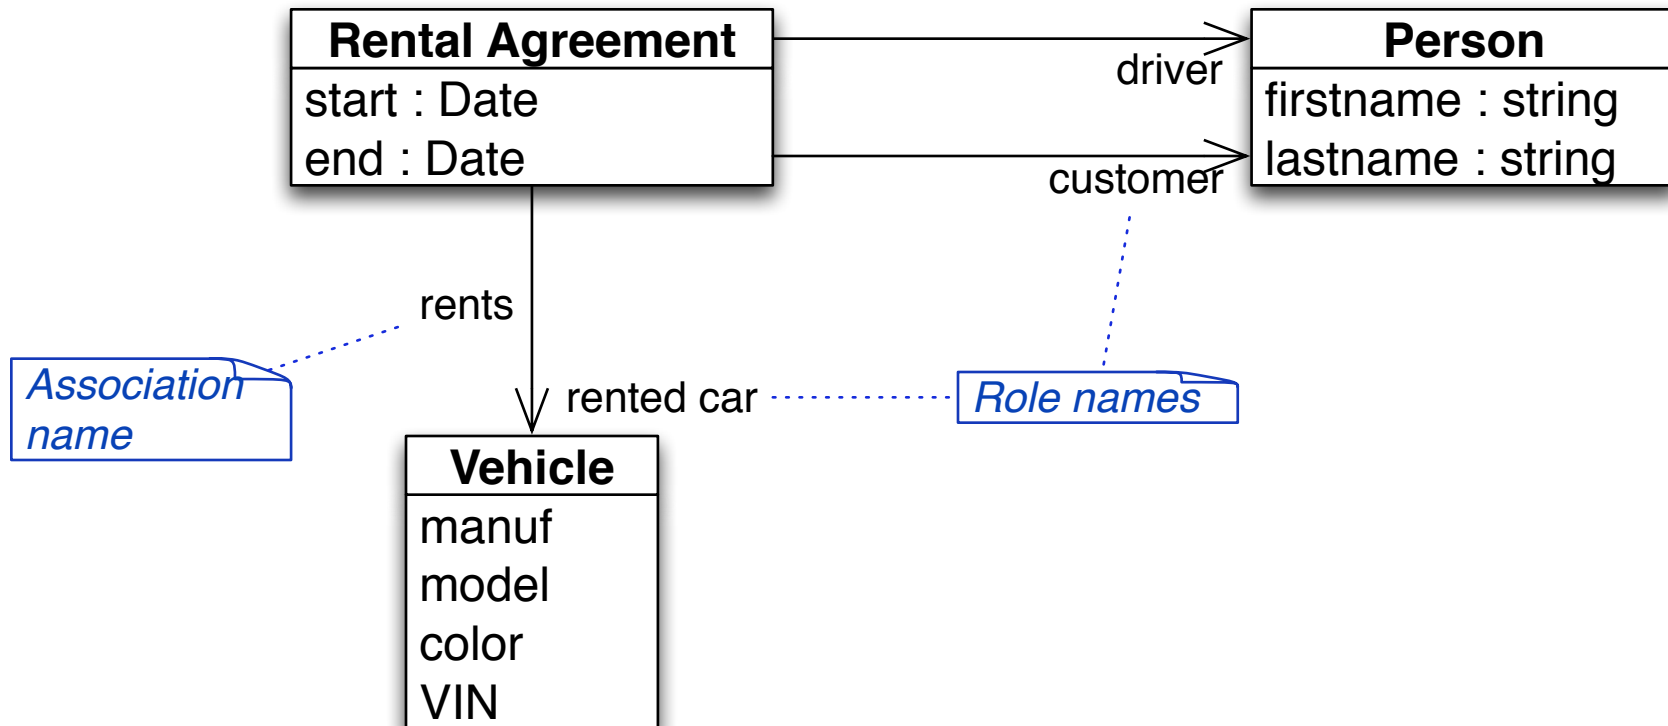 Rental Agreement
start : Date
end : Date
driver
customer
Person
firstname : string
lastname : string
rents
Association
name
rented car
Role names
Vehicle
manuf
model
color
VIN